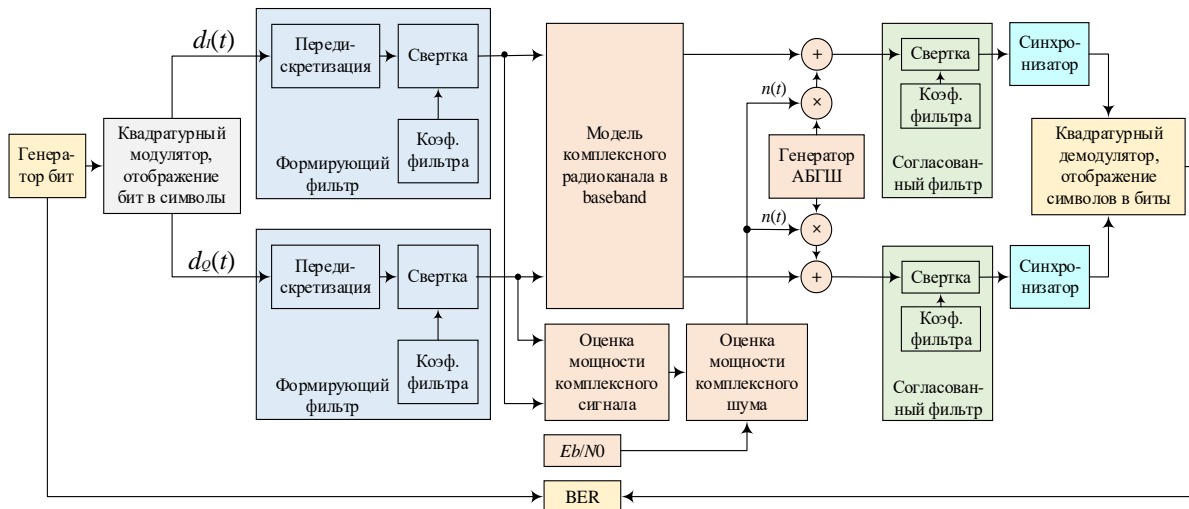 Генера-
тор бит
Квадратурный
модулятор,
отображение
бит в символы
dI(t)
Переди-
скретизация
Свертка
Коэф.
фильтра
Формирующий
фильтр
dQ(t)
Переди-
скретизация
Свертка
Коэф.
фильтра
Формирующий
фильтр
Модель
комплексного
радиоканала в
baseband
Оценка
мощности
комплексного
сигнала
Оценка
мощности
комплексного
шума
Eb/N0
+
n(t)
×
Генератор
АБГШ
n(t)
×
+
Свертка
Коэф.
фильтра
Согласован-
ный фильтр
Свертка
Коэф.
фильтра
Согласован-
ный фильтр
Синхро-
низатор
Синхро-
низатор
Квадратурный
демодулятор,
отображение
символов в биты
BER